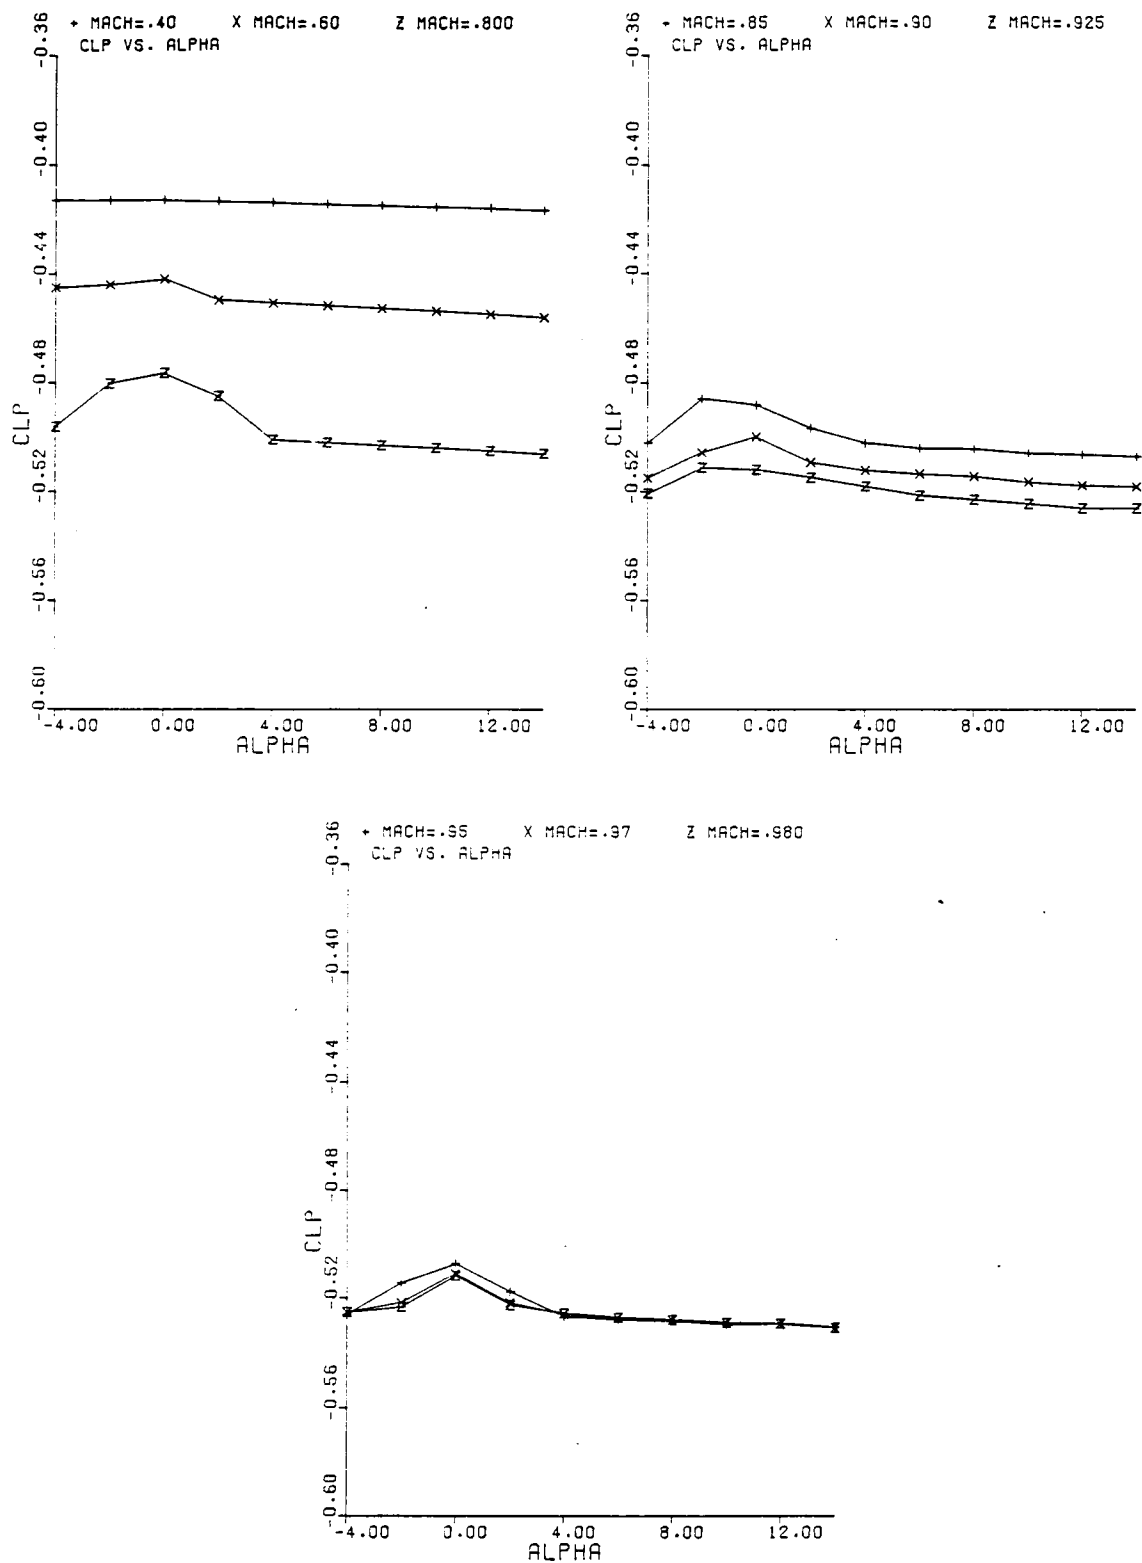 + MACH=.40 X MACH=.60 Z MACH=.800
CLP VS. ALPHA
-0.36
-0.40
-0.44
-0.48
-0.52
-0.56
-0.60
CLP
-4.00 0.00 4.00 8.00 12.00
ALPHA
+ MACH=.85 X MACH=.90 Z MACH=.925
CLP VS. ALPHA
-0.36
-0.40
-0.44
-0.48
-0.52
-0.56
-0.60
CLP
-4.00 0.00 4.00 8.00 12.00
ALPHA
+ MACH=.95 X MACH=.97 Z MACH=.980
CLP VS. ALPHA
-0.36
-0.40
-0.44
-0.48
-0.52
-0.56
-0.60
CLP
-4.00 0.00 4.00 8.00 12.00
ALPHA